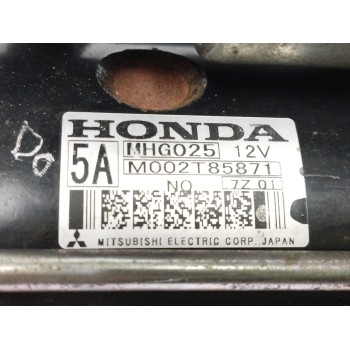 HONDA
5A MHG025 12V
M002T85871
NO 7Z 01
MITSUBISHI ELECTRIC CORP. JAPAN